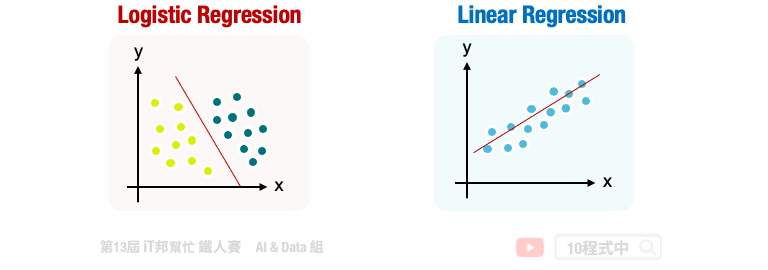 Logistic Regression
Linear Regression
y
x
y
x
第13屆 iT邦幫忙 鐵人賽 AI & Data 組
10程式中